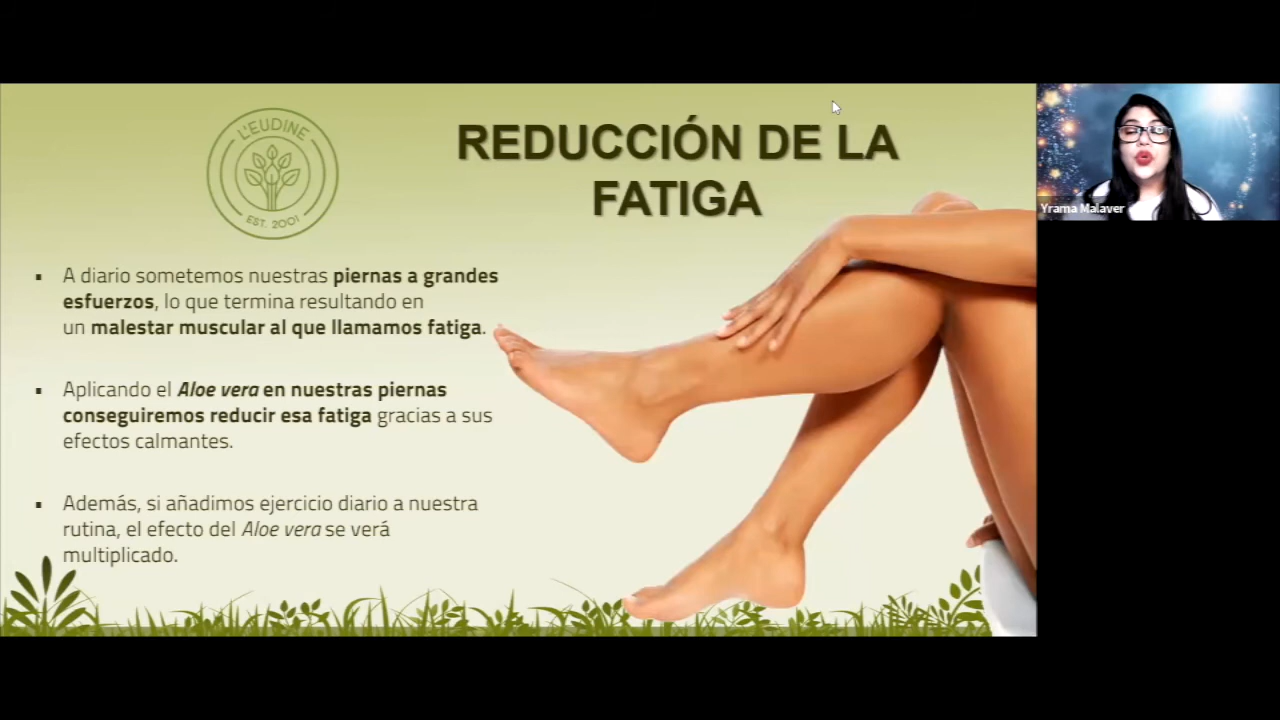 L'EUDINE
EST. 2001
REDUCCIÓN DE LA
FATIGA
▪ A diario sometemos nuestras piernas a grandes
esfuerzos, lo que termina resultando en
un malestar muscular al que llamamos fatiga.
▪ Aplicando el Aloe vera en nuestras piernas
conseguiremos reducir esa fatiga gracias a sus
efectos calmantes.
▪ Además, si añadimos ejercicio diario a nuestra
rutina, el efecto del Aloe vera se verá
multiplicado.
Yrama Malaver